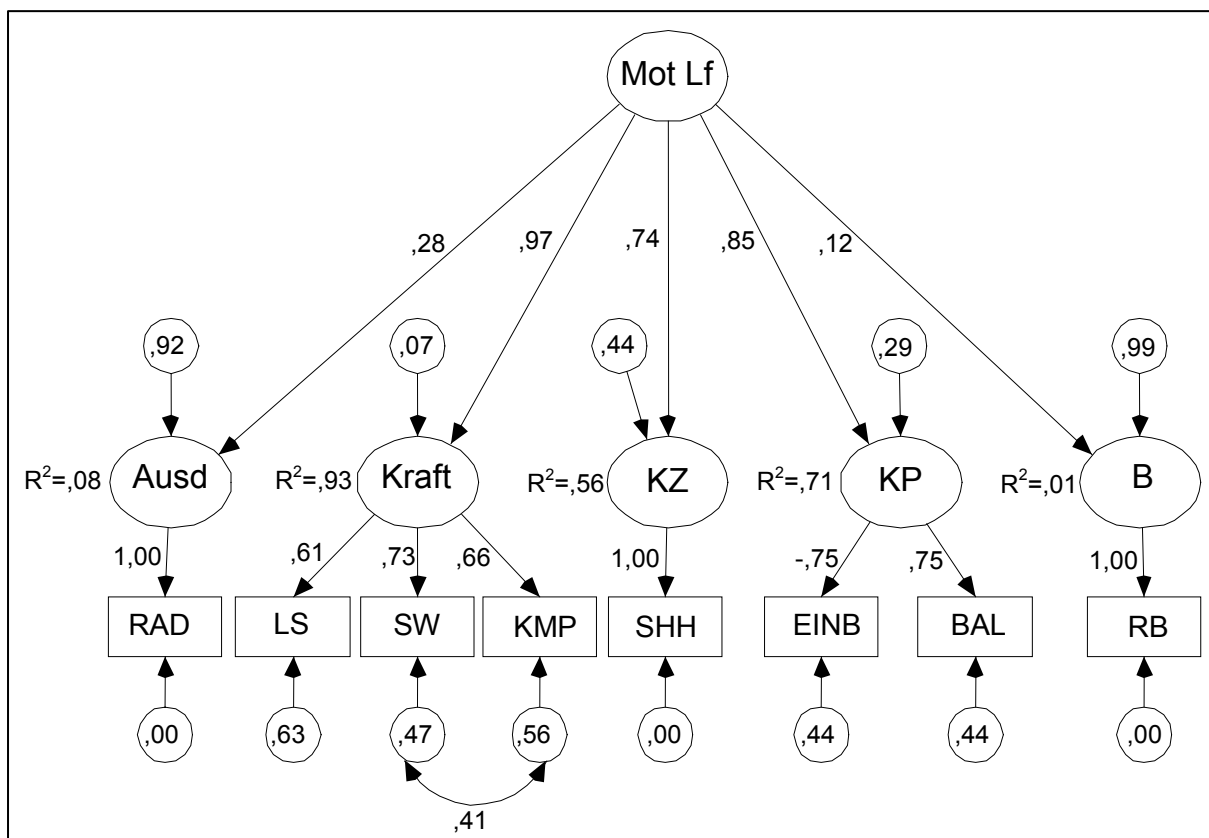 Mot Lf
,28 ,97 ,74 ,85 ,12
,92 ,07 ,44 ,29 ,99
R²=,08 Ausd R²=,93 Kraft R²=,56 KZ R²=,71 KP R²=,01 B
1,00 ,61 ,73 ,66 1,00 -,75 ,75 1,00
RAD LS SW KMP SHH EINB BAL RB
,00 ,63 ,47 ,56 ,00 ,44 ,44 ,00
,41